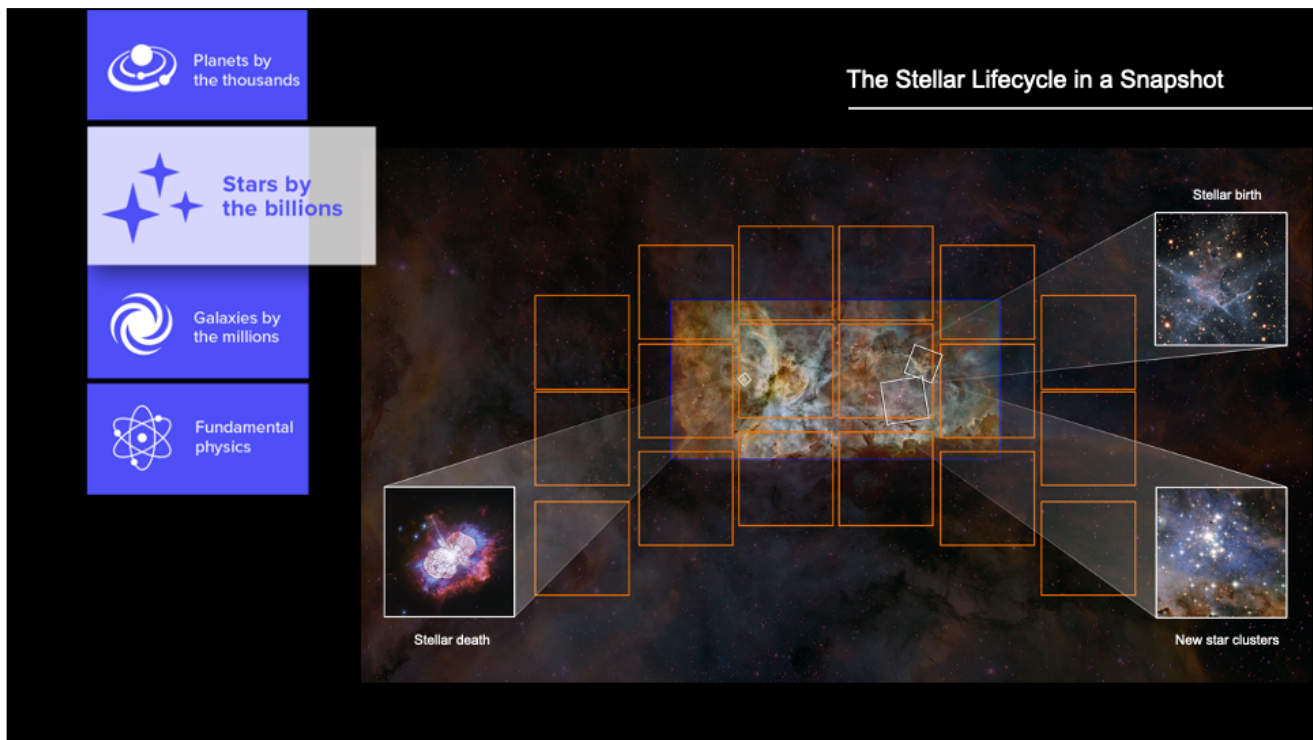 Planets by
the thousands
Stars by
the billions
Galaxies by
the millions
Fundamental
physics
The Stellar Lifecycle in a Snapshot
Stellar birth
Stellar death
New star clusters